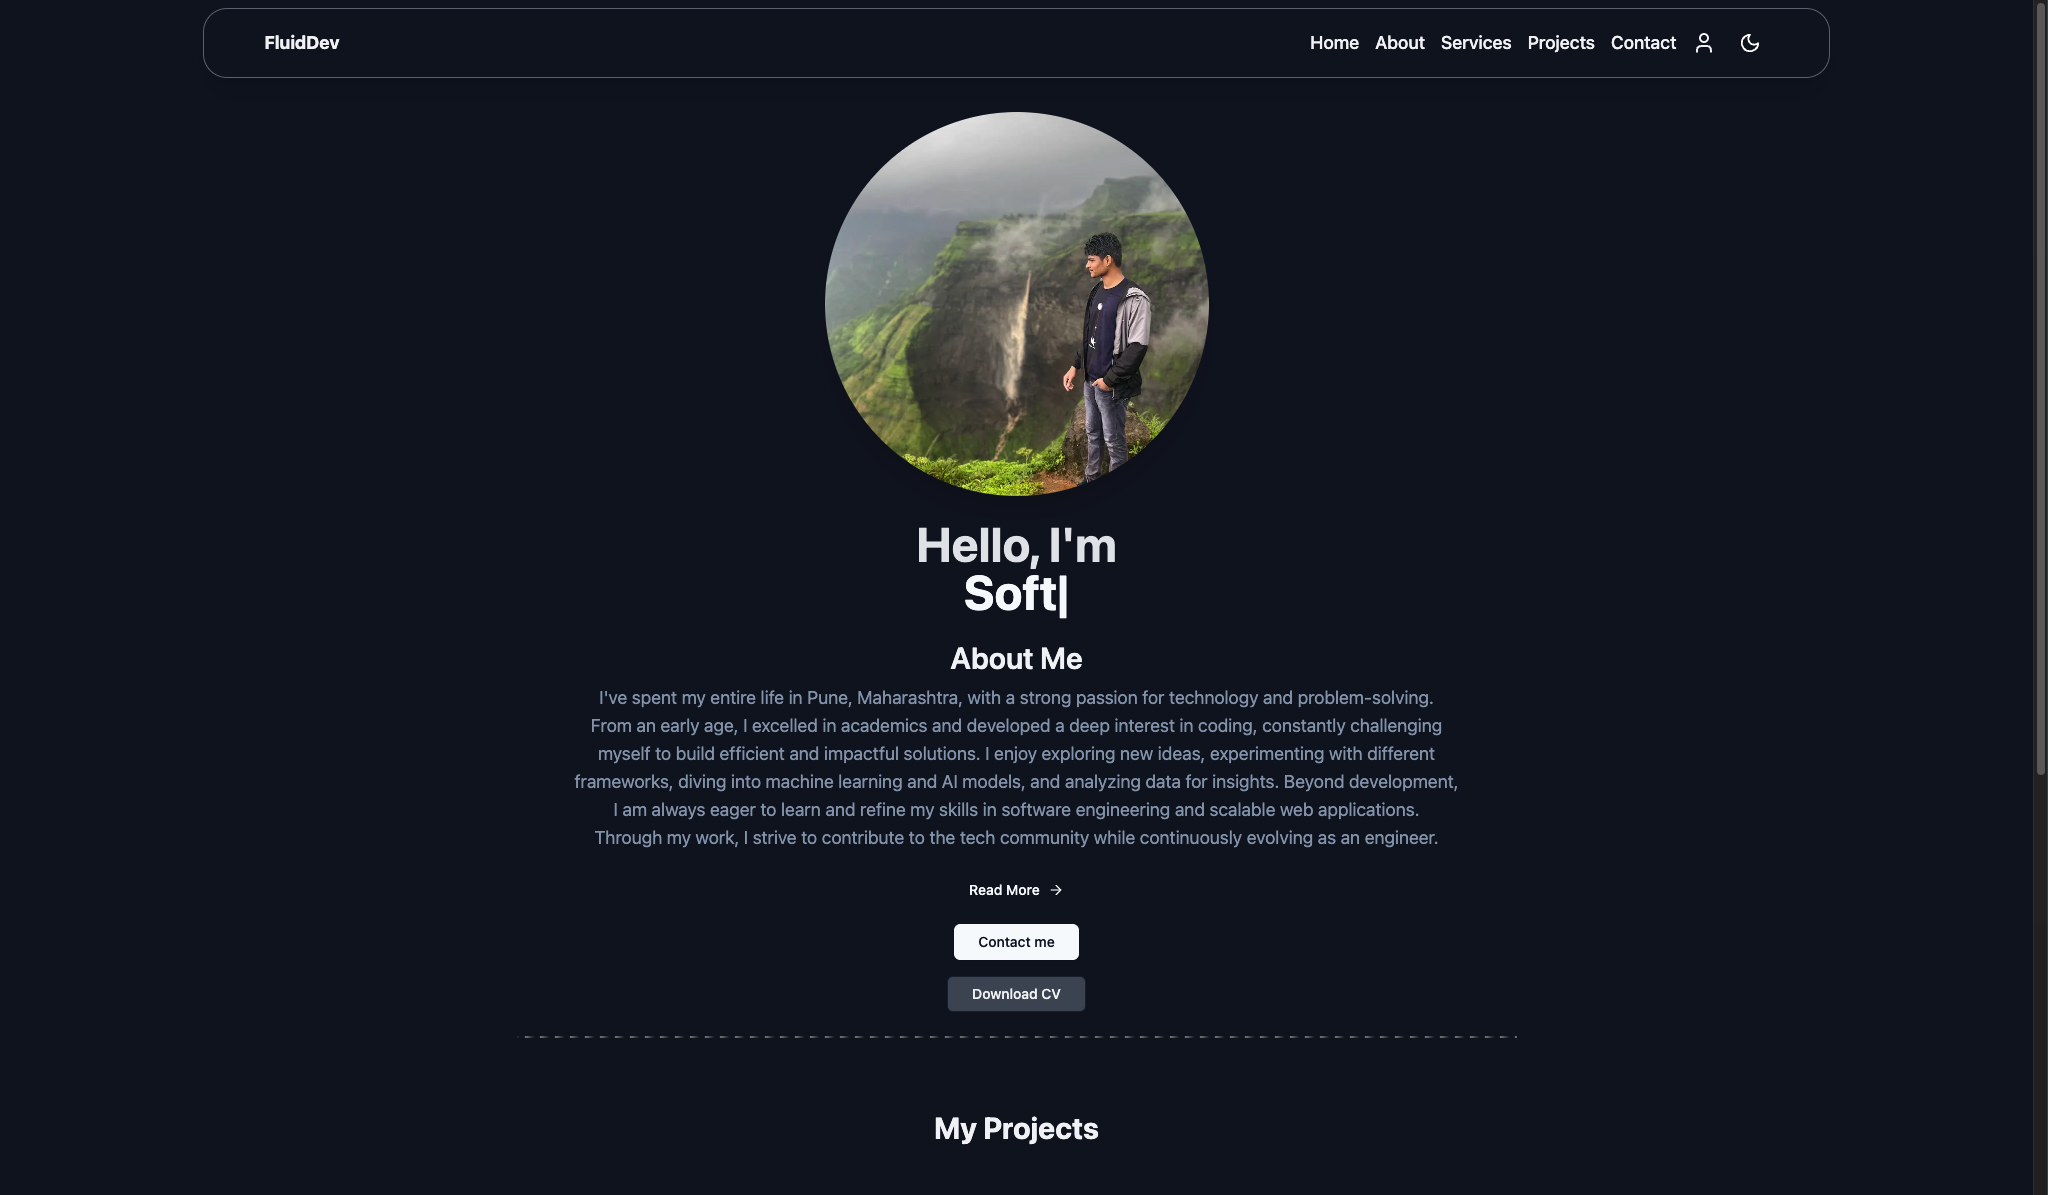 FluidDev
Home About Services Projects Contact
Hello, I'm
Soft|
About Me
I've spent my entire life in Pune, Maharashtra, with a strong passion for technology and problem-solving.
From an early age, I excelled in academics and developed a deep interest in coding, constantly challenging
myself to build efficient and impactful solutions. I enjoy exploring new ideas, experimenting with different
frameworks, diving into machine learning and AI models, and analyzing data for insights. Beyond development,
I am always eager to learn and refine my skills in software engineering and scalable web applications.
Through my work, I strive to contribute to the tech community while continuously evolving as an engineer.
Read More →
Contact me
Download CV
My Projects